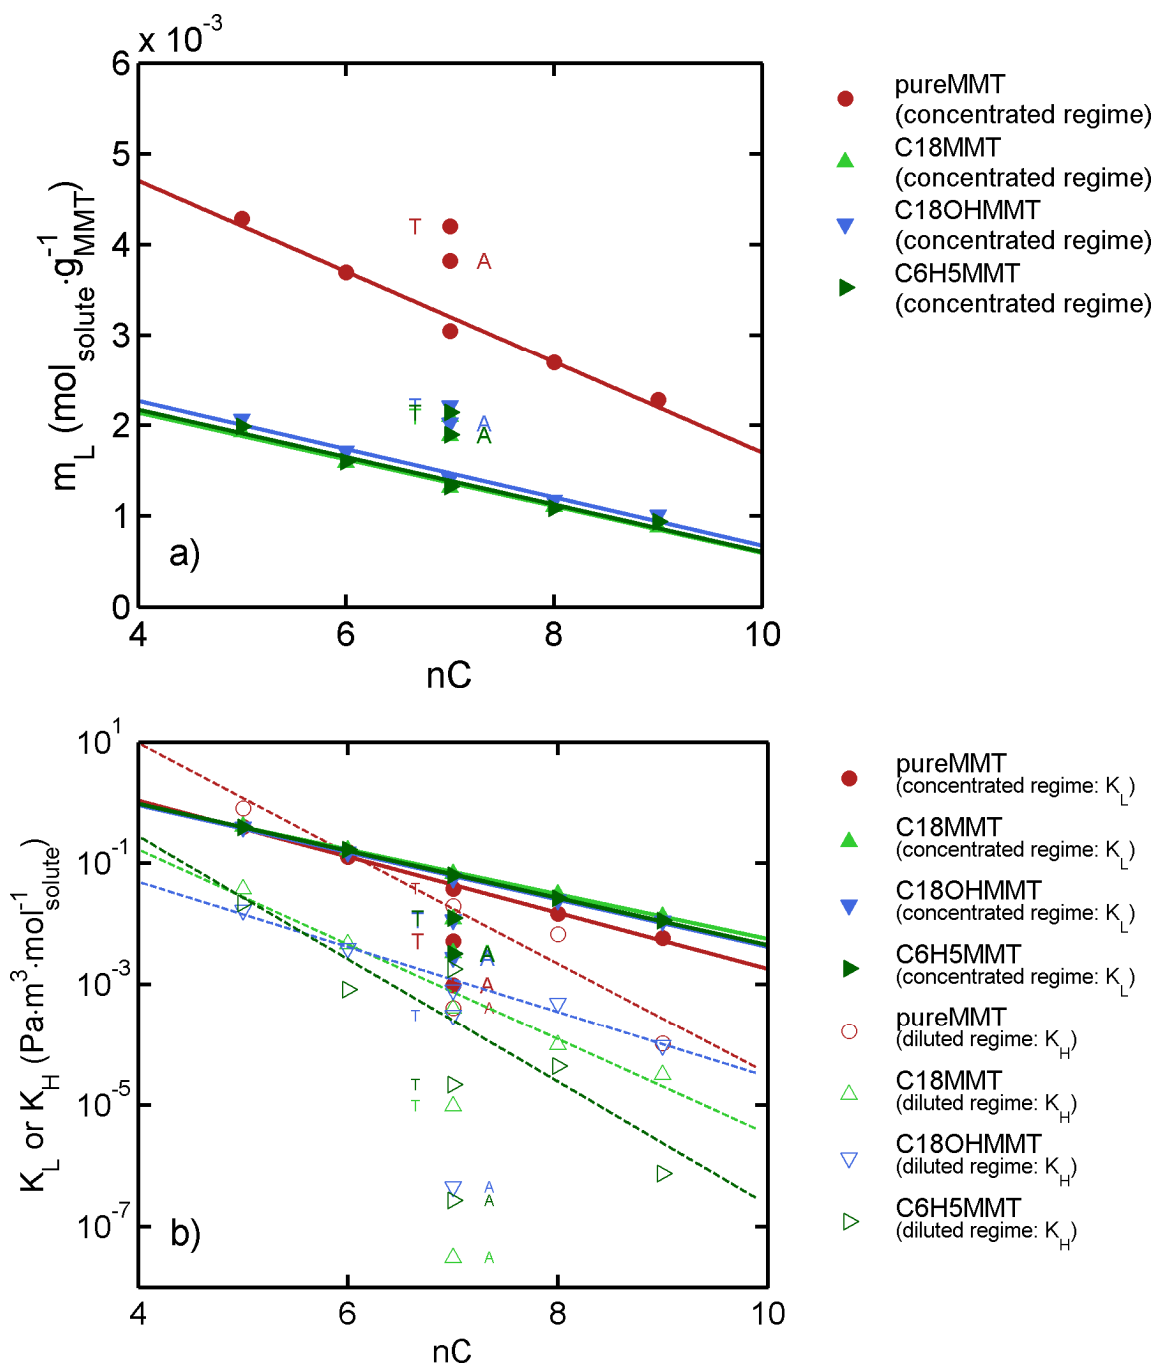 x 10-3
6
5
4
3
2
1
0
mL (molsolute·g-1MMT)
T
A
T
T
A
A
a)
4
6
8
10
nC
pureMMT
(concentrated regime)
C18MMT
(concentrated regime)
C18OHMMT
(concentrated regime)
C6H5MMT
(concentrated regime)
101
10-1
10-3
10-5
10-7
KL or KH (Pa·m3·mol-1solute)
T
T
T
A
A
A
T
A
T
T
A
A
A
b)
4
6
8
10
nC
pureMMT
(concentrated regime: KL)
C18MMT
(concentrated regime: KL)
C18OHMMT
(concentrated regime: KL)
C6H5MMT
(concentrated regime: KL)
pureMMT
(diluted regime: KH)
C18MMT
(diluted regime: KH)
C18OHMMT
(diluted regime: KH)
C6H5MMT
(diluted regime: KH)